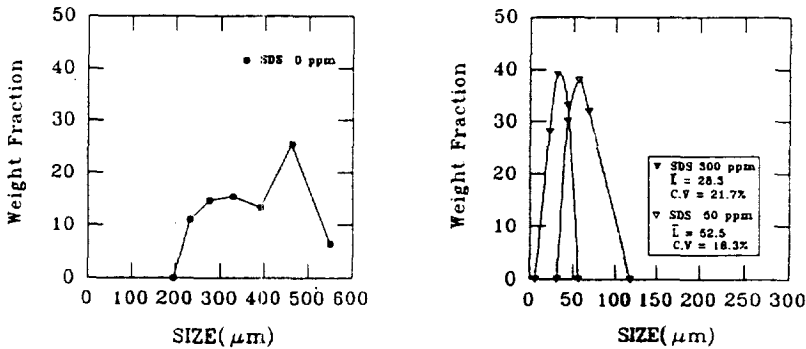 50
40
30
20
10
0
Weight Fraction
SDS 0 ppm
0 100 200 300 400 500 600
SIZE(μm)
50
40
30
20
10
0
Weight Fraction
SDS 300 ppm
L̄ = 28.3
C.V = 21.7%
SDS 60 ppm
L̄ = 52.5
C.V = 18.3%
0 50 100 150 200 250 300
SIZE(μm)